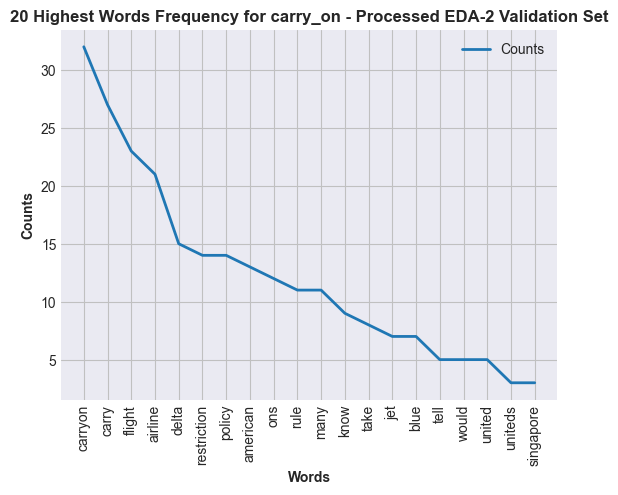 20 Highest Words Frequency for carry_on - Processed EDA-2 Validation Set
Counts
30
25
20
15
10
5
Counts
carryon
carry
flight
airline
delta
restriction
policy
american
ons
rule
many
know
take
jet
blue
tell
would
united
uniteds
singapore
Words